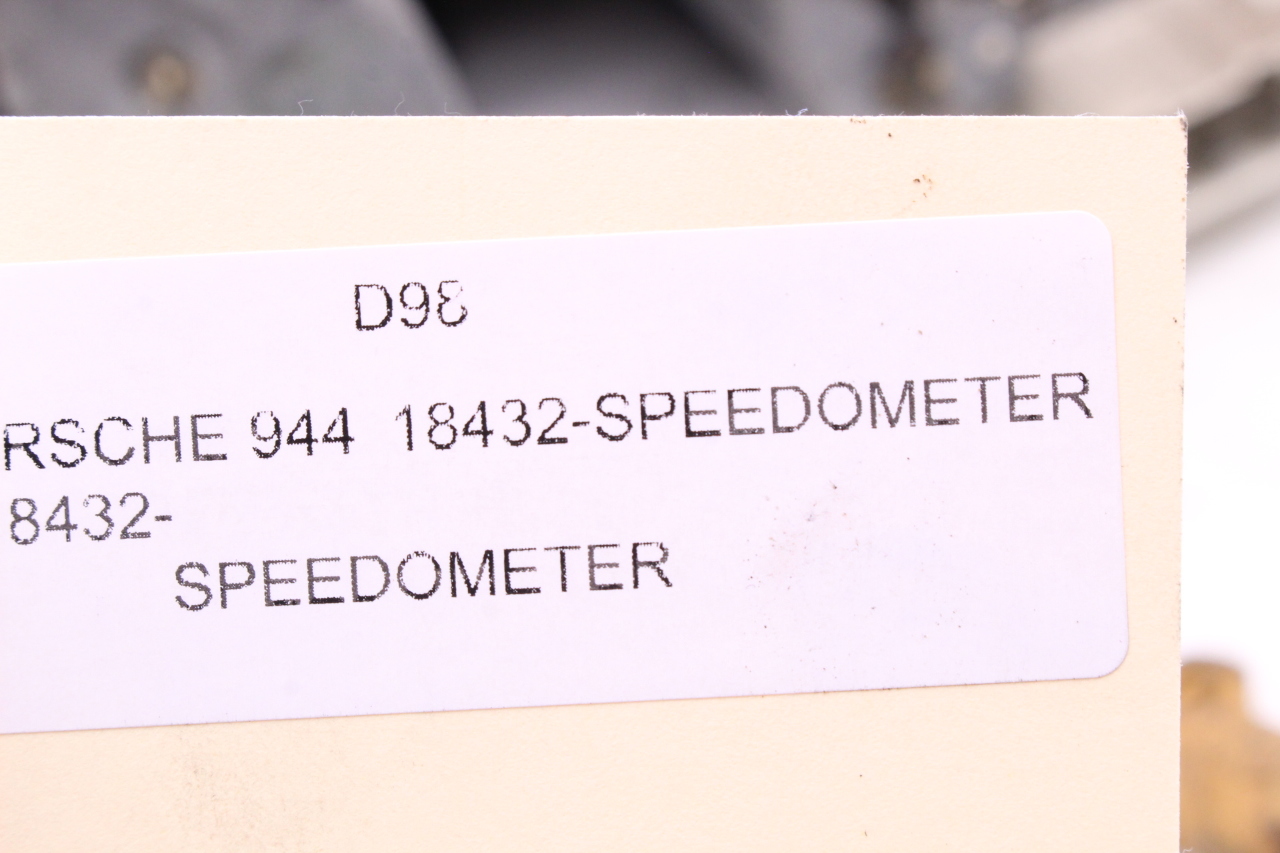 D98
RSCHE 944 18432-SPEEDOMETER
8432-
SPEEDOMETER